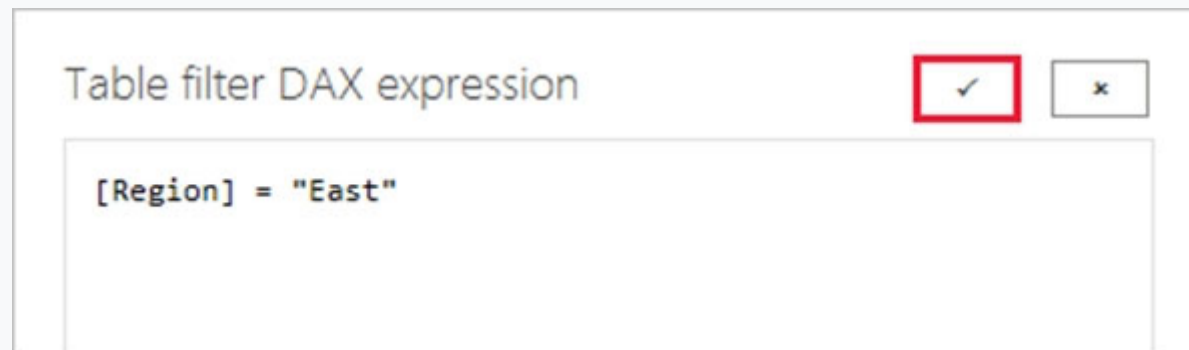 Table filter DAX expression
[Region] = "East"